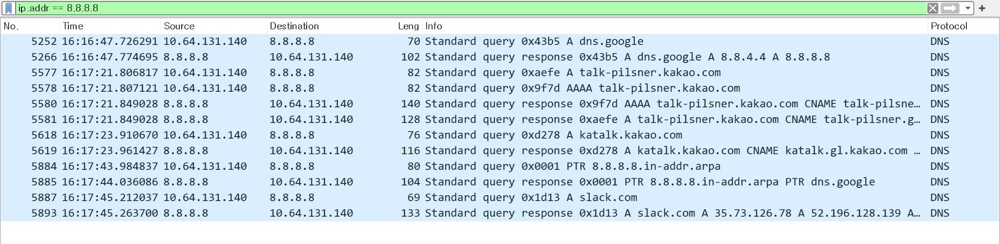 ip.addr == 8.8.8.8
No. Time Source Destination Leng Info Protocol
5252 16:16:47.726291 10.64.131.140 8.8.8.8 70 Standard query 0x43b5 A dns.google DNS
5266 16:16:47.774695 8.8.8.8 10.64.131.140 102 Standard query response 0x43b5 A dns.google A 8.8.4.4 A 8.8.8.8 DNS
5577 16:17:21.806817 10.64.131.140 8.8.8.8 82 Standard query 0xaefe A talk-pilsner.kakao.com DNS
5578 16:17:21.807121 10.64.131.140 8.8.8.8 82 Standard query 0x9f7d AAAA talk-pilsner.kakao.com DNS
5580 16:17:21.849028 8.8.8.8 10.64.131.140 140 Standard query response 0x9f7d AAAA talk-pilsner.kakao.com CNAME talk-pilsne… DNS
5581 16:17:21.849028 8.8.8.8 10.64.131.140 128 Standard query response 0xaefe A talk-pilsner.kakao.com CNAME talk-pilsner.g… DNS
5618 16:17:23.910670 10.64.131.140 8.8.8.8 76 Standard query 0xd278 A katalk.kakao.com DNS
5619 16:17:23.961427 8.8.8.8 10.64.131.140 116 Standard query response 0xd278 A katalk.kakao.com CNAME katalk.gl.kakao.com … DNS
5884 16:17:43.984837 10.64.131.140 8.8.8.8 80 Standard query 0x0001 PTR 8.8.8.8.in-addr.arpa DNS
5885 16:17:44.036086 8.8.8.8 10.64.131.140 104 Standard query response 0x0001 PTR 8.8.8.8.in-addr.arpa PTR dns.google DNS
5887 16:17:45.212037 10.64.131.140 8.8.8.8 69 Standard query 0x1d13 A slack.com DNS
5893 16:17:45.263700 8.8.8.8 10.64.131.140 133 Standard query response 0x1d13 A slack.com A 35.73.126.78 A 52.196.128.139 A… DNS